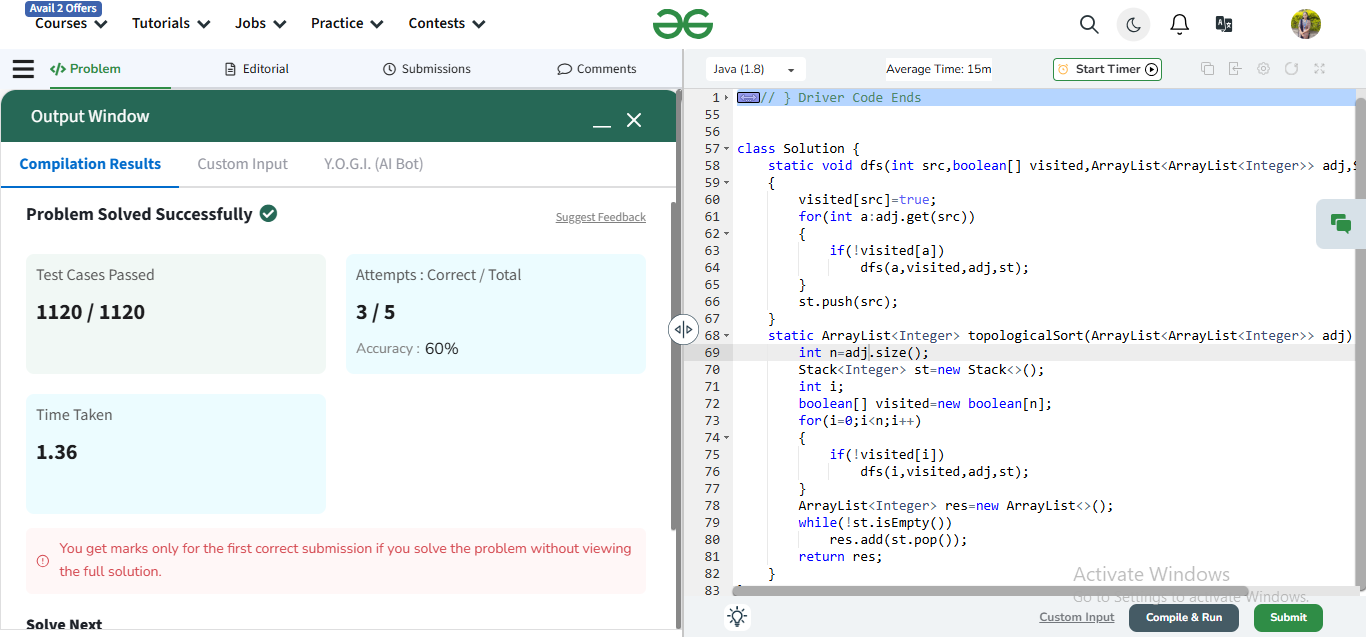 Avail 2 Offers
Courses Tutorials Jobs Practice Contests
Problem Editorial Submissions Comments
Output Window
Compilation Results Custom Input Y.O.G.I. (AI Bot)
Problem Solved Successfully
Suggest Feedback
Test Cases Passed
1120 / 1120
Attempts : Correct / Total
3 / 5
Accuracy : 60%
Time Taken
1.36
You get marks only for the first correct submission if you solve the problem without viewing
the full solution.
Solve Next
Java (1.8) Average Time: 15m Start Timer
1 // } Driver Code Ends
55
56
57 class Solution {
58 static void dfs(int src,boolean[] visited,ArrayList<ArrayList<Integer>> adj,
59 {
60 visited[src]=true;
61 for(int a:adj.get(src))
62 {
63 if(!visited[a])
64 dfs(a,visited,adj,st);
65 }
66 st.push(src);
67 }
68 static ArrayList<Integer> topologicalSort(ArrayList<ArrayList<Integer>> adj)
69 int n=adj.size();
70 Stack<Integer> st=new Stack<>();
71 int i;
72 boolean[] visited=new boolean[n];
73 for(i=0;i<n;i++)
74 {
75 if(!visited[i])
76 dfs(i,visited,adj,st);
77 }
78 ArrayList<Integer> res=new ArrayList<>();
79 while(!st.isEmpty())
80 res.add(st.pop());
81 return res;
82 }
83
Activate Windows
Go to Settings to activate Windows.
Custom Input Compile & Run Submit